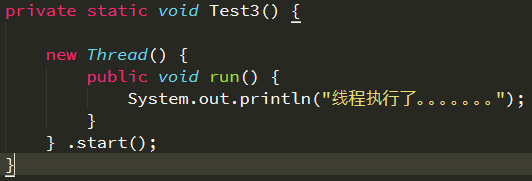 private static void Test3() {
new Thread() {
public void run() {
System.out.println("线程执行了。。。。。。。");
}
} .start();
}